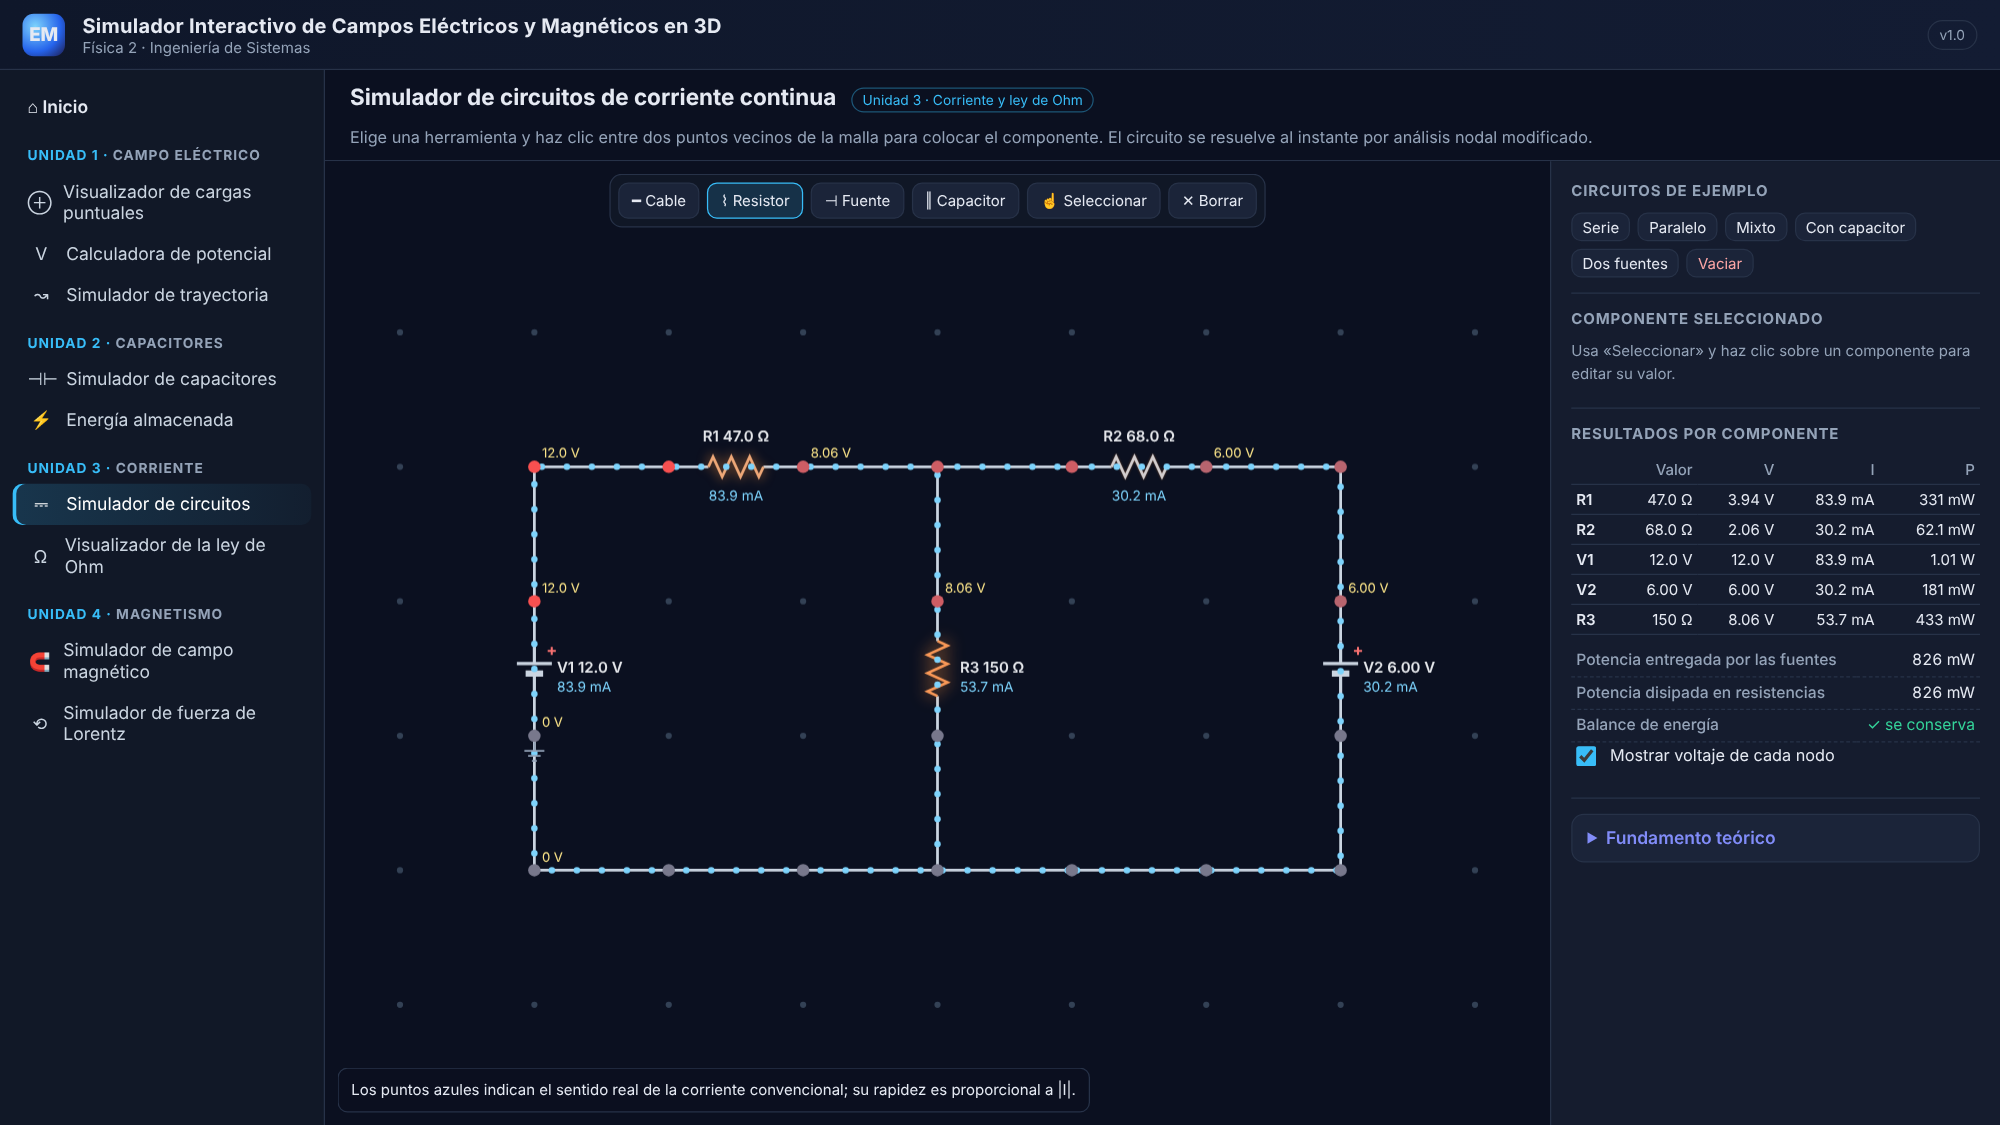 EM
Simulador Interactivo de Campos Eléctricos y Magnéticos en 3D
Física 2 · Ingeniería de Sistemas
v1.0
⌂ Inicio
UNIDAD 1 · CAMPO ELÉCTRICO
Visualizador de cargas
puntuales
V Calculadora de potencial
Simulador de trayectoria
UNIDAD 2 · CAPACITORES
Simulador de capacitores
⚡ Energía almacenada
UNIDAD 3 · CORRIENTE
Simulador de circuitos
Ω Visualizador de la ley de
Ohm
UNIDAD 4 · MAGNETISMO
Simulador de campo
magnético
Simulador de fuerza de
Lorentz
Simulador de circuitos de corriente continua
Unidad 3 · Corriente y ley de Ohm
Elige una herramienta y haz clic entre dos puntos vecinos de la malla para colocar el componente. El circuito se resuelve al instante por análisis nodal modificado.
Cable
Resistor
Fuente
Capacitor
Seleccionar
✕ Borrar
R1 47.0 Ω
R2 68.0 Ω
12.0 V
8.06 V
6.00 V
83.9 mA
30.2 mA
12.0 V
8.06 V
6.00 V
+
+
V1 12.0 V
83.9 mA
R3 150 Ω
53.7 mA
V2 6.00 V
30.2 mA
0 V
0 V
Los puntos azules indican el sentido real de la corriente convencional; su rapidez es proporcional a |I|.
CIRCUITOS DE EJEMPLO
Serie
Paralelo
Mixto
Con capacitor
Dos fuentes
Vaciar
COMPONENTE SELECCIONADO
Usa «Seleccionar» y haz clic sobre un componente para
editar su valor.
RESULTADOS POR COMPONENTE
Valor V I P
R1 47.0 Ω 3.94 V 83.9 mA 331 mW
R2 68.0 Ω 2.06 V 30.2 mA 62.1 mW
V1 12.0 V 12.0 V 83.9 mA 1.01 W
V2 6.00 V 6.00 V 30.2 mA 181 mW
R3 150 Ω 8.06 V 53.7 mA 433 mW
Potencia entregada por las fuentes 826 mW
Potencia disipada en resistencias 826 mW
Balance de energía ✓ se conserva
Mostrar voltaje de cada nodo
▶ Fundamento teórico